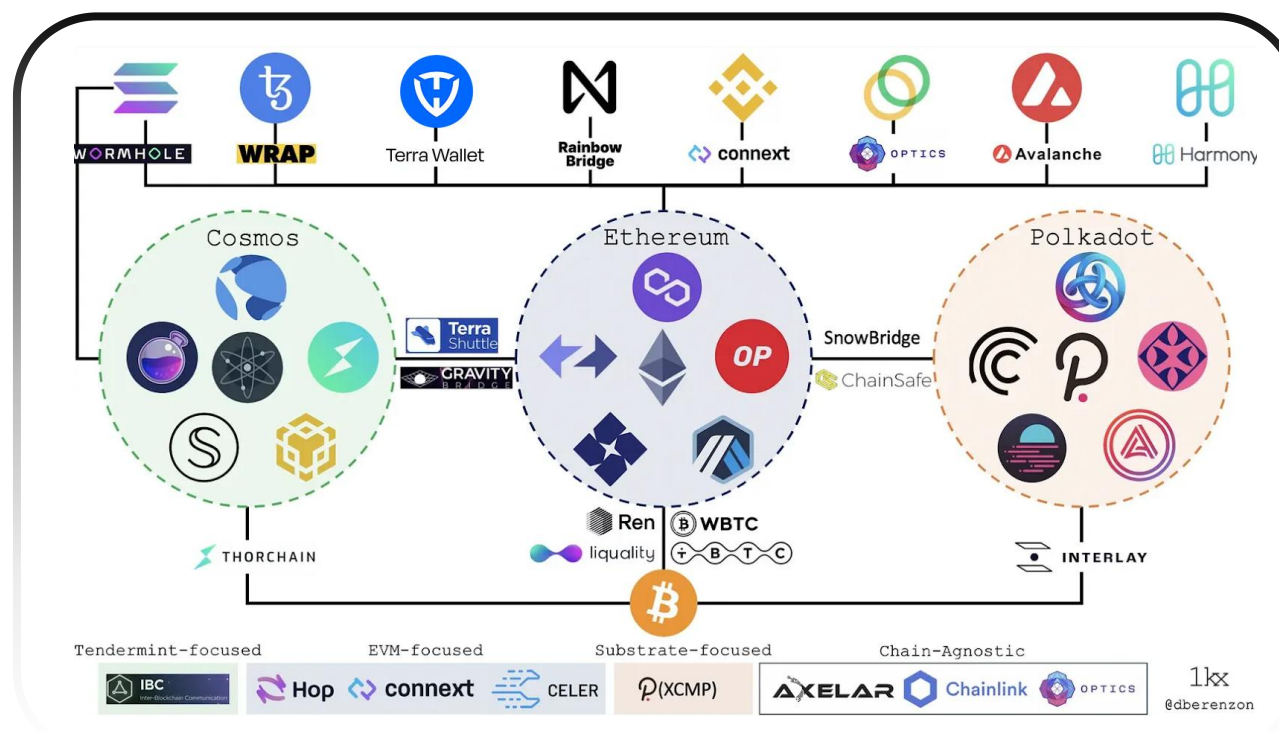 WORMHOLE
WRAP
Terra Wallet
Rainbow
Bridge
connext
OPTICS
Avalanche
Harmony
Cosmos
Ethereum
Polkadot
Terra
Shuttle
GRAVITY
BRIDGE
OP
SnowBridge
ChainSafe
THORCHAIN
Ren
WBTC
liquality
TBTC
INTERLAY
Tendermint-focused
EVM-focused
Substrate-focused
Chain-Agnostic
IBC
Inter-Blockchain Communication
Hop
connext
CELER
(XCMP)
AXELAR
Chainlink
OPTICS
1kx
@dberenzon